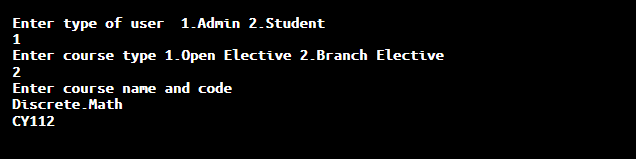 Enter type of user  1.Admin 2.Student
1
Enter course type 1.Open Elective 2.Branch Elective
2
Enter course name and code
Discrete.Math
CY112